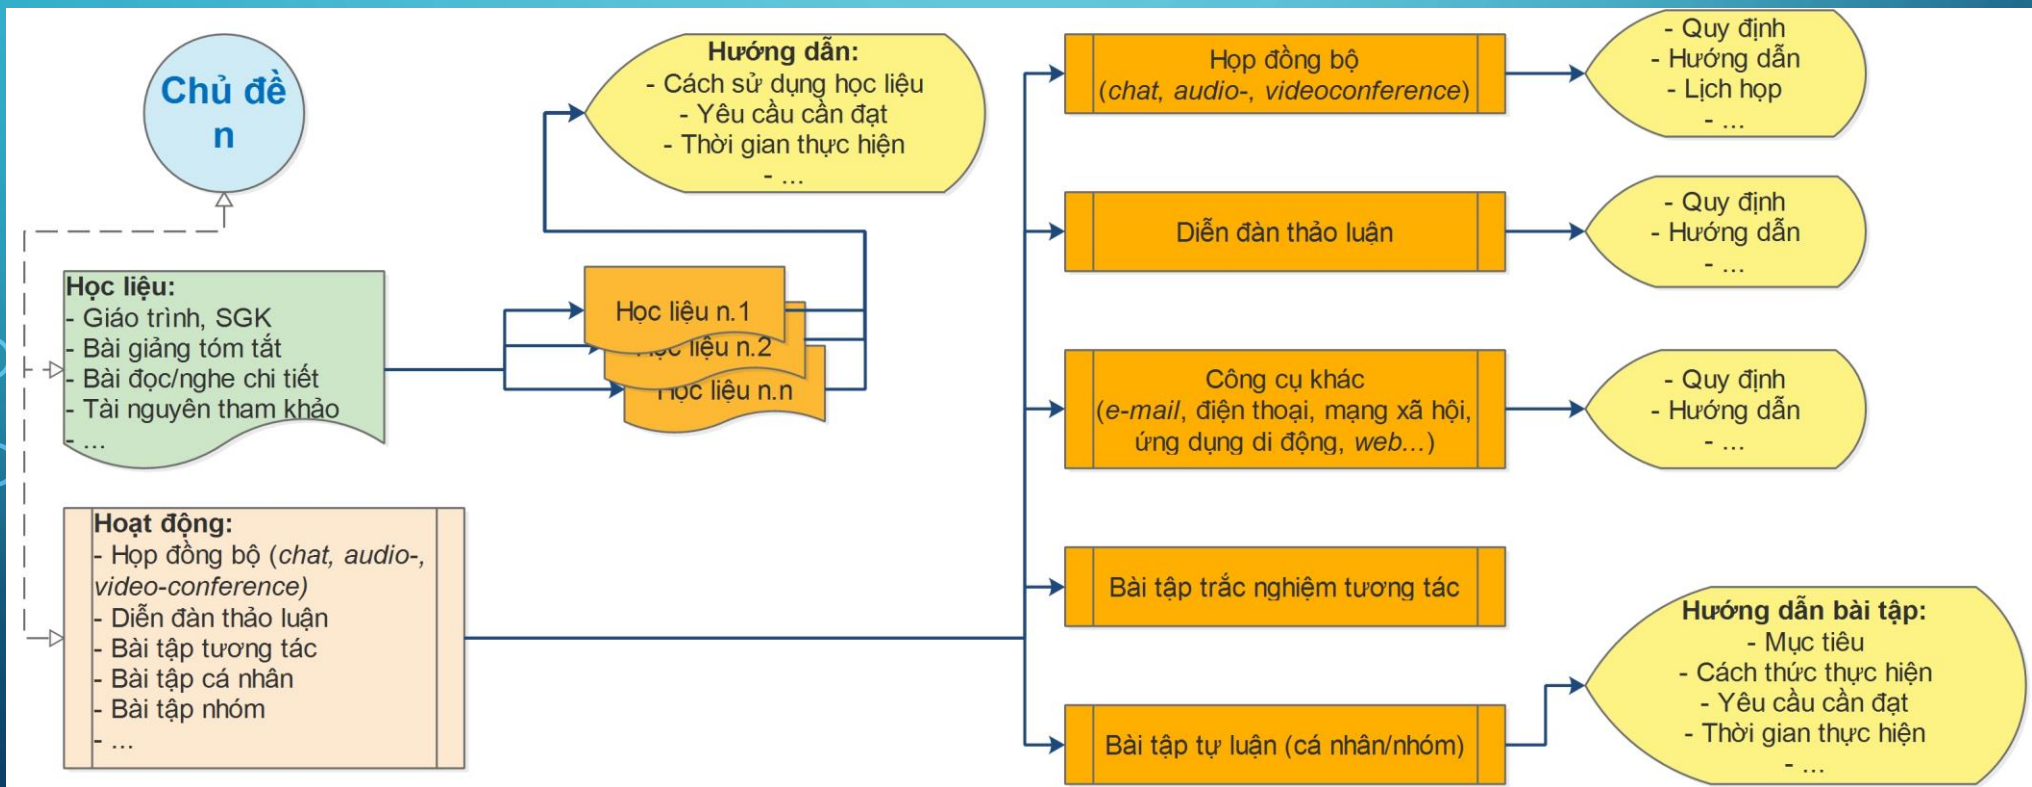 Chủ đề
n
Học liệu:
- Giáo trình, SGK
- Bài giảng tóm tắt
- Bài đọc/nghe chi tiết
- Tài nguyên tham khảo
- ...
Hoạt động:
- Họp đồng bộ (chat, audio-,
video-conference)
- Diễn đàn thảo luận
- Bài tập tương tác
- Bài tập cá nhân
- Bài tập nhóm
- ...
Hướng dẫn:
- Cách sử dụng học liệu
- Yêu cầu cần đạt
- Thời gian thực hiện
- ...
Học liệu n.1
Học liệu n.2
Học liệu n.n
Họp đồng bộ
(chat, audio-, videoconference)
- Quy định
- Hướng dẫn
- Lịch họp
- ...
Diễn đàn thảo luận
- Quy định
- Hướng dẫn
- ...
Công cụ khác
(e-mail, điện thoại, mạng xã hội,
ứng dụng di động, web...)
- Quy định
- Hướng dẫn
- ...
Bài tập trắc nghiệm tương tác
Bài tập tự luận (cá nhân/nhóm)
Hướng dẫn bài tập:
- Mục tiêu
- Cách thức thực hiện
- Yêu cầu cần đạt
- Thời gian thực hiện
- ...